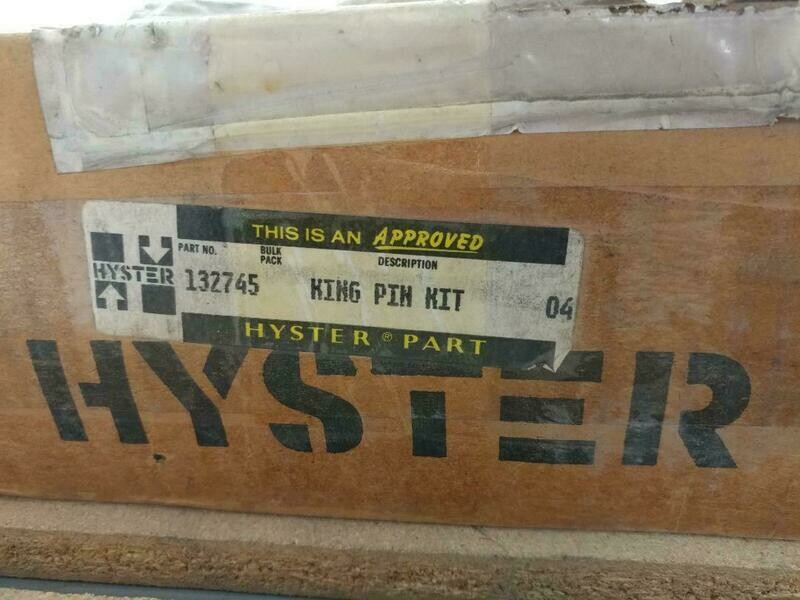 THIS IS AN APPROVED
HYSTER
PART NO.
BULK PACK
DESCRIPTION
132745
KING PIN KIT
04
HYSTER® PART
HYSTER